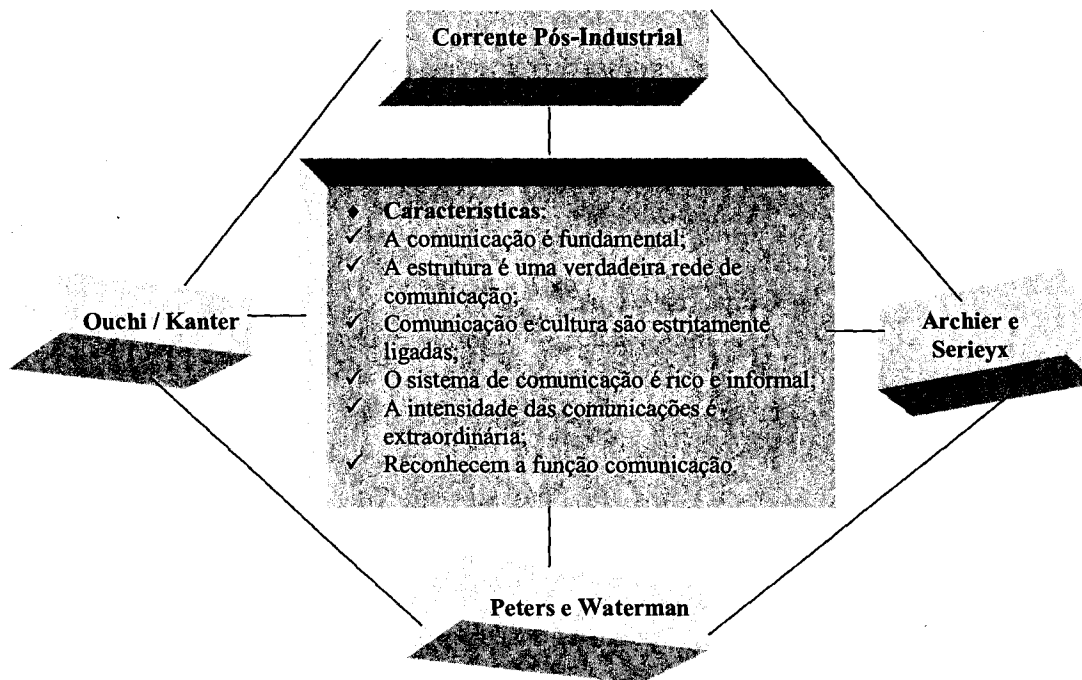 Corrente Pós-Industrial
♦ Características:
✓ A comunicação é fundamental;
✓ A estrutura é uma verdadeira rede de
comunicação;
✓ Comunicação e cultura são estritamente
ligadas;
✓ O sistema de comunicação é rico e informal;
✓ A intensidade das comunicações é
extraordinária;
✓ Reconhecem a função comunicação.
Ouchi / Kanter
Archier e
Serieyx
Peters e Waterman